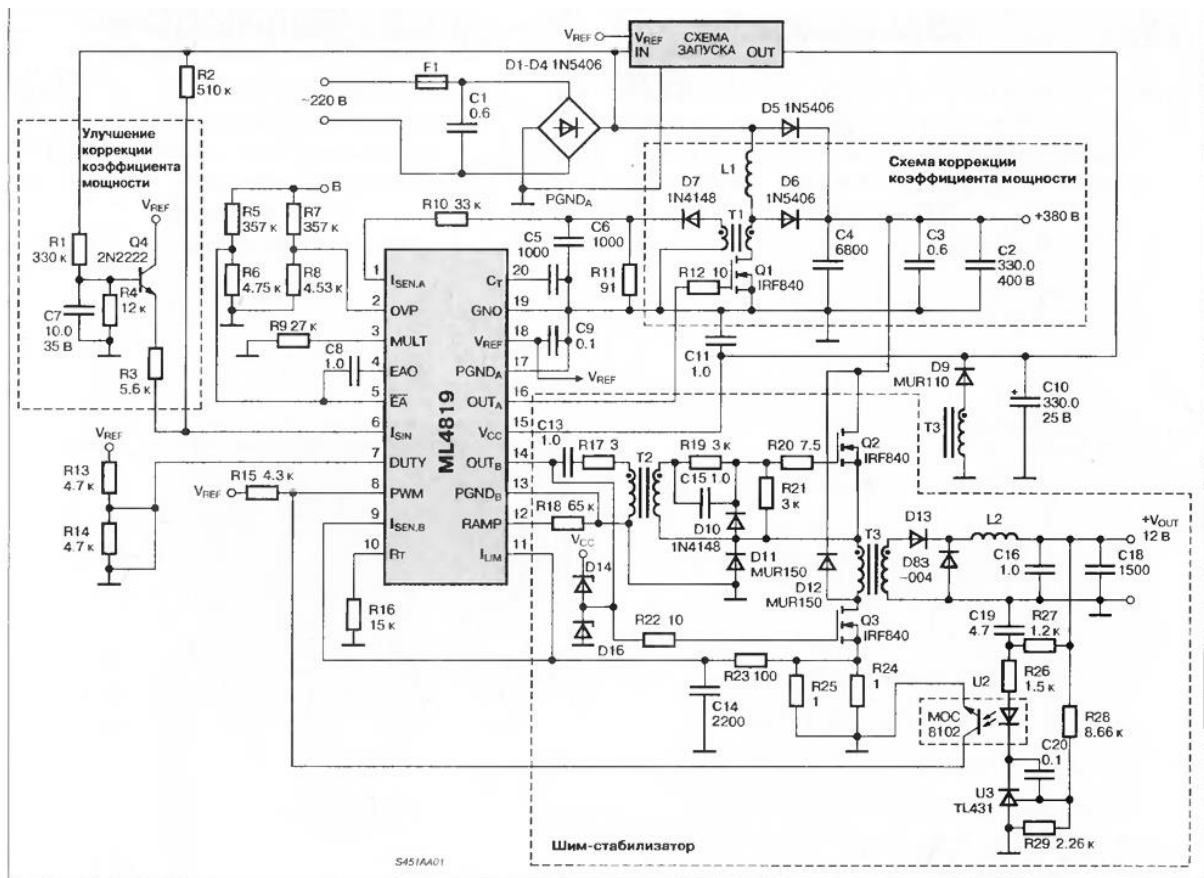 VREF
VREF
IN
СХЕМА
ЗАПУСКА
OUT
R2
510 к
F1
D1-D4 1N5406
~220 В
C1
0.6
D5 1N5406
Улучшение
коррекции
коэффициента
мощности
Схема коррекции
коэффициента мощности
L1
VREF
B
PGNDA
D7
1N4148
D6
1N5406
+380 В
R1
330 к
Q4
2N2222
R5
357 к
R7
357 к
R10 33 к
C5
1000
C6
1000
T1
C4
6800
C3
0.6
C2
330.0
400 В
R6
4.75 к
R8
4.53 к
R11
91
R12 10
Q1
IRF840
C7
10.0
35 В
R4
12 к
R3
5.6 к
R9 27 к
C8
1.0
C9
0.1
VREF
C11
1.0
ML4819
1 ISEN.A
2 OVP
3 MULT
4 EAO
5 EA
6 ISIN
7 DUTY
8 PWM
9 ISEN.B
10 RT
20 CT
19 GNO
18 VREF
17 PGNDA
16 OUTA
15 VCC
14 OUTB
13 PGNDB
12 RAMP
11 ILIM
D9
MUR110
T3
C10
330.0
25 В
+
VREF
R13
4.7 к
R14
4.7 к
VREF
R15 4.3 к
C13
1.0
R17 3
T2
R19 3 к
C15 1.0
R20 7.5
Q2
IRF840
R21
3 к
R18 65 к
D10
1N4148
D11
MUR150
D12
MUR150
T3
D13
D83
-004
L2
C16
1.0
+VOUT
12 В
C18
1500
VCC
D14
D16
R16
15 к
R22 10
Q3
IRF840
C19
4.7
R27
1.2 к
R23 100
R25
1
R24
1
C14
2200
U2
R26
1.5 к
MOC
8102
R28
8.66 к
C20
0.1
U3
TL431
R29 2.26 к
Шим-стабилизатор
S451AA01